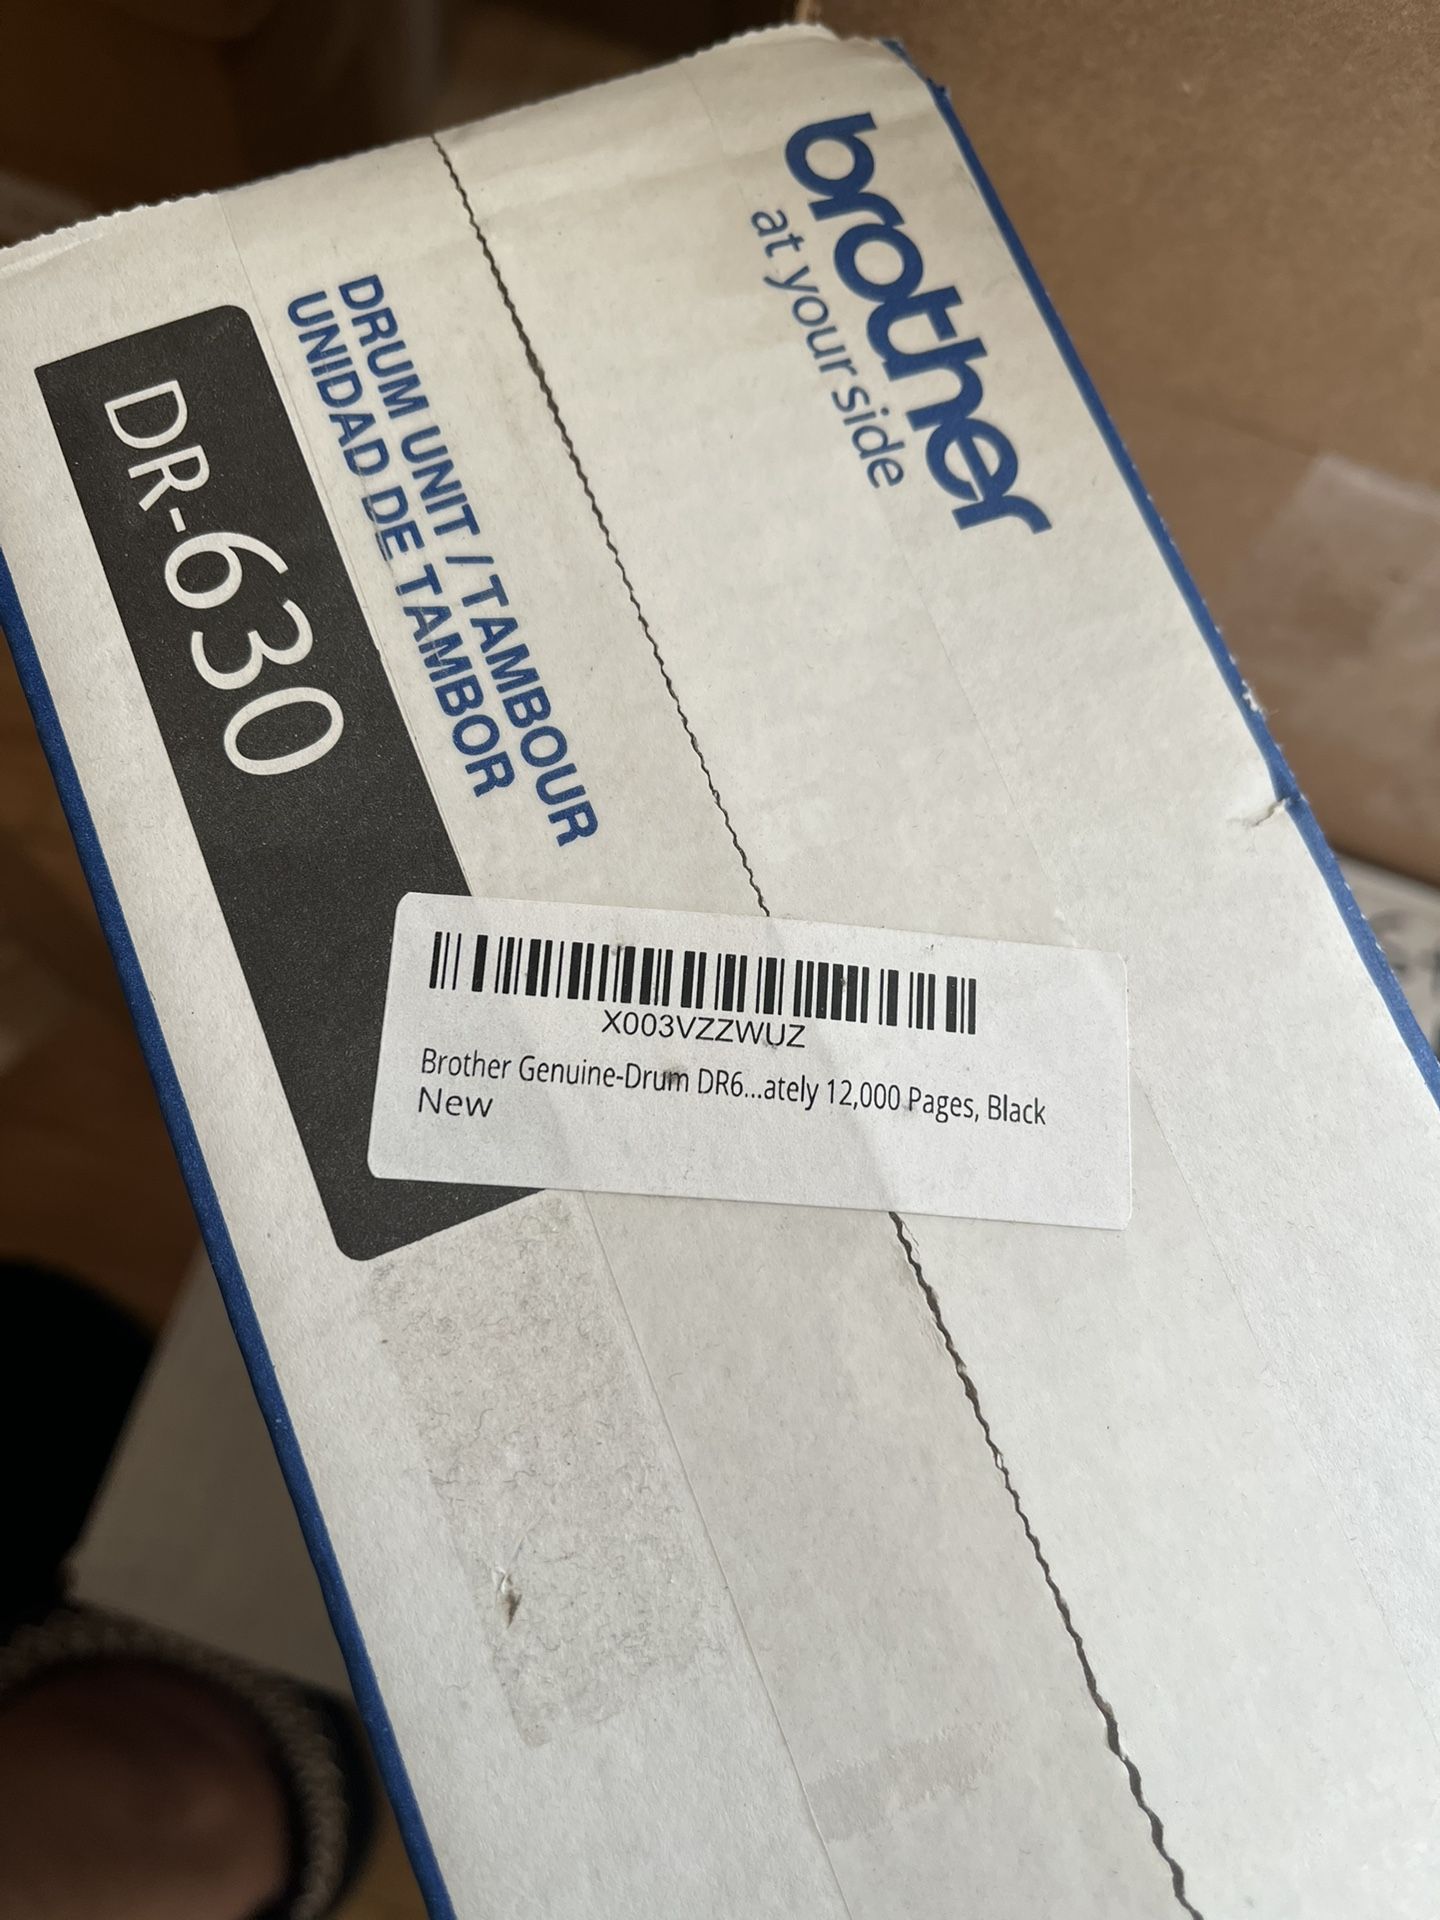 brother
at your side
DRUM UNIT / TAMBOUR
UNIDAD DE TAMBOR
DR-630
X003VZZWUZ
Brother Genuine-Drum DR6...ately 12,000 Pages, Black
New